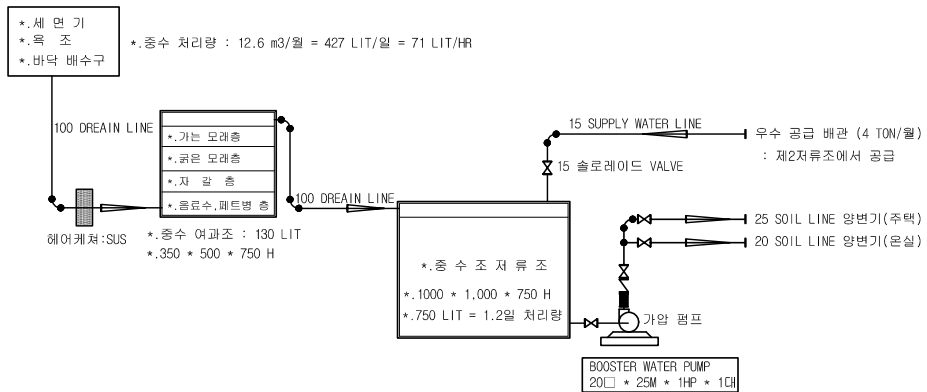 *.세 면 기
*.욕 조
*.바닥 배수구
*.중수 처리량 : 12.6 m3/월 = 427 LIT/일 = 71 LIT/HR
100 DREAIN LINE
*.가는 모래층
*.굵은 모래층
*.자 갈 층
*.음료수,페트병 층
헤어케쳐:SUS
*.중수 여과조 : 130 LIT
*.350 * 500 * 750 H
100 DREAIN LINE
15 SUPPLY WATER LINE
우수 공급 배관 (4 TON/월)
: 제2저류조에서 공급
15 솔로레이드 VALVE
*.중 수 조 저 류 조
*.1000 * 1,000 * 750 H
*.750 LIT = 1.2일 처리량
25 SOIL LINE 양변기(주택)
20 SOIL LINE 양변기(온실)
가압 펌프
BOOSTER WATER PUMP
20□ * 25M * 1HP * 1대